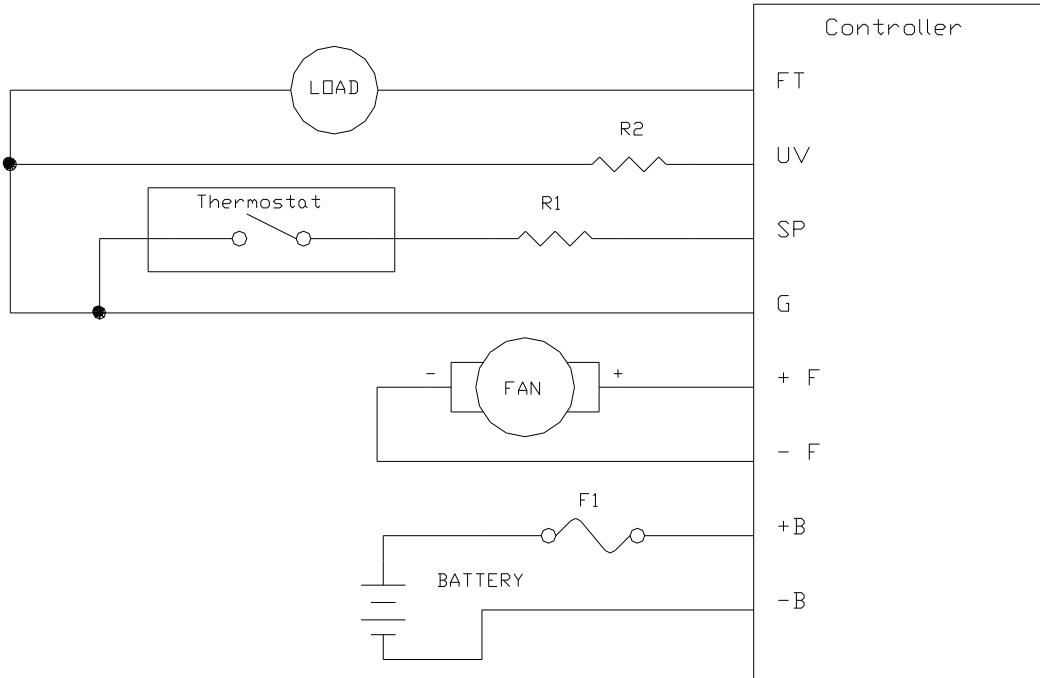 Controller
LOAD
FT
R2
UV
Thermostat
R1
SP
G
-
+
+ F
FAN
- F
F1
+B
BATTERY
-B